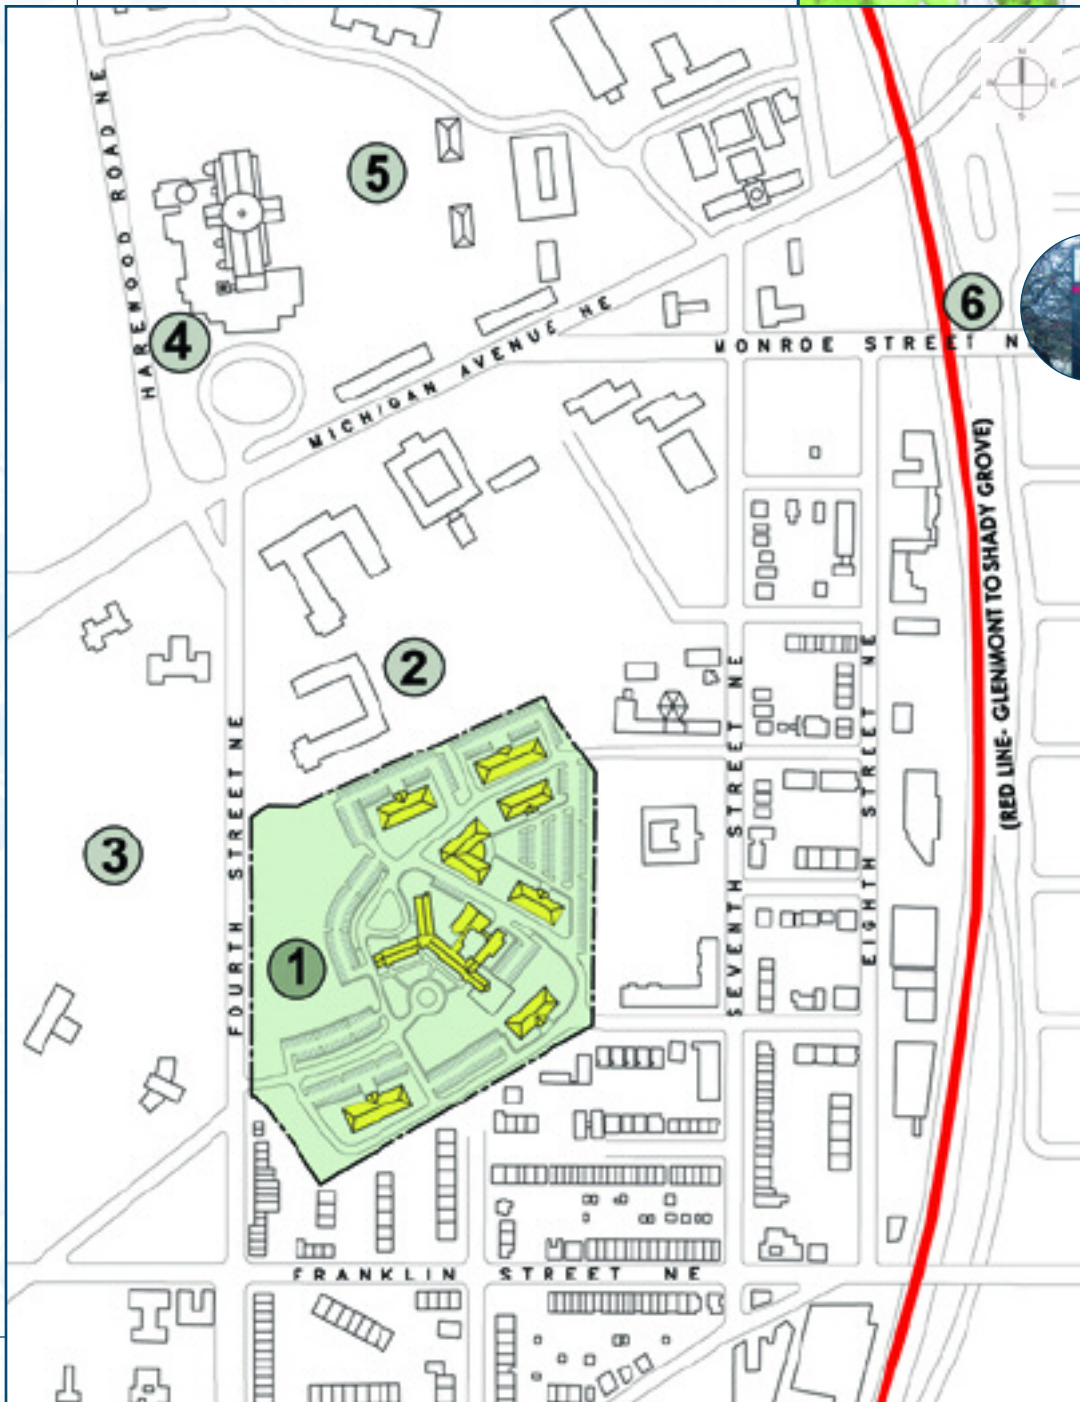 HAREWOOD ROAD NE
5
6
4
MICHIGAN AVENUE NE
MONROE STREET
(RED LINE- GLENMONT TO SHADY GROVE)
2
3
1
FOURTH STREET NE
SEVENTH STREET NE
EIGHTH STREET NE
FRANKLIN STREET NE